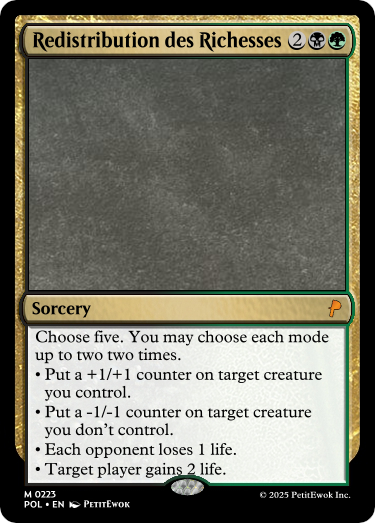 Redistribution des Richesses 2
Sorcery
Choose five. You may choose each mode
up to two two times.
• Put a +1/+1 counter on target creature
you control.
• Put a -1/-1 counter on target creature
you don't control.
• Each opponent loses 1 life.
• Target player gains 2 life.
M 0223
POL • EN PetitEwok
© 2025 PetitEwok Inc.